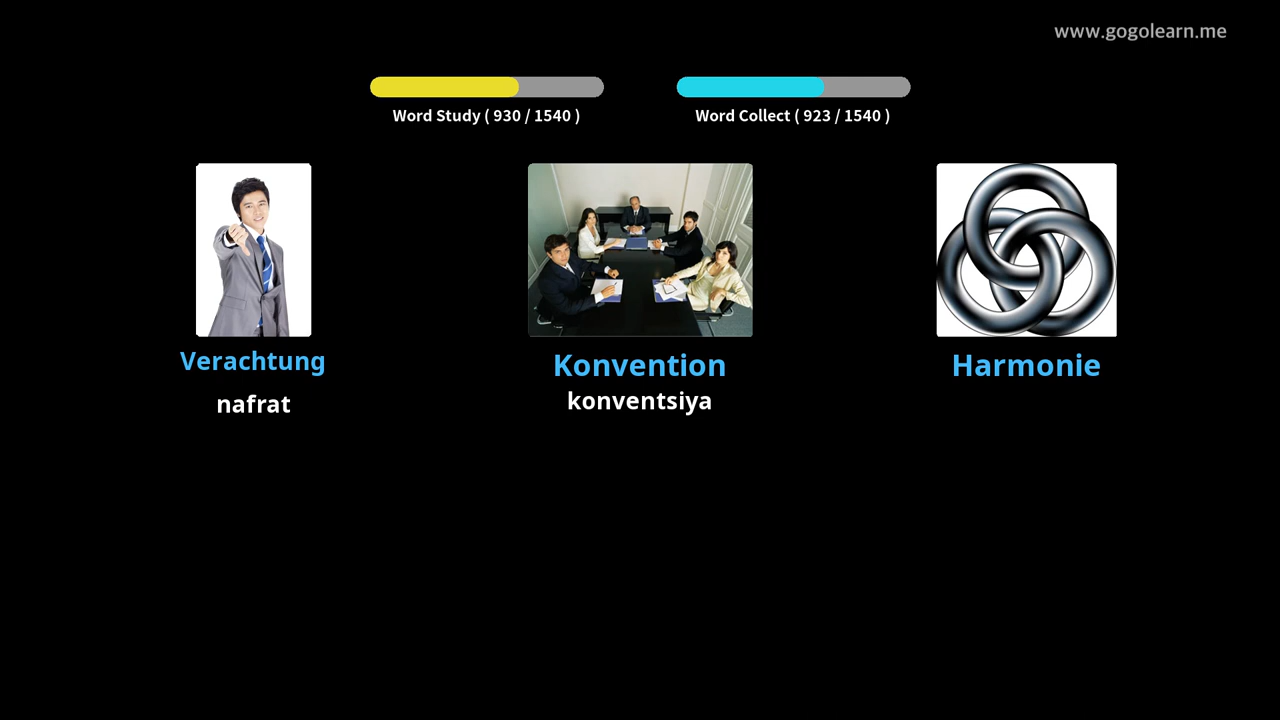 www.gogolearn.me
Word Study ( 930 / 1540 )
Word Collect ( 923 / 1540 )
Verachtung
nafrat
Konvention
konventsiya
Harmonie